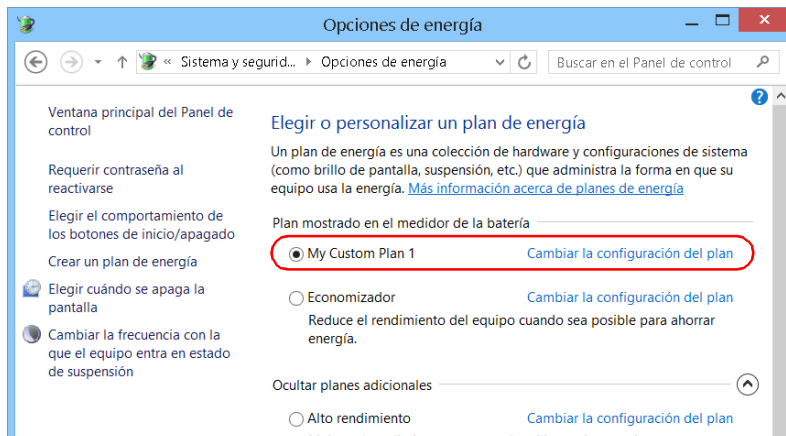 Opciones de energía
« Sistema y segurid... Opciones de energía
Buscar en el Panel de control
Ventana principal del Panel de
control
Requerir contraseña al
reactivarse
Elegir el comportamiento de
los botones de inicio/apagado
Crear un plan de energía
Elegir cuándo se apaga la
pantalla
Cambiar la frecuencia con la
que el equipo entra en estado
de suspensión
Elegir o personalizar un plan de energía
Un plan de energía es una colección de hardware y configuraciones de sistema
(como brillo de pantalla, suspensión, etc.) que administra la forma en que su
equipo usa la energía. Más información acerca de planes de energía
Plan mostrado en el medidor de la batería
My Custom Plan 1 Cambiar la configuración del plan
Economizador Cambiar la configuración del plan
Reduce el rendimiento del equipo cuando sea posible para ahorrar
energía.
Ocultar planes adicionales
Alto rendimiento Cambiar la configuración del plan